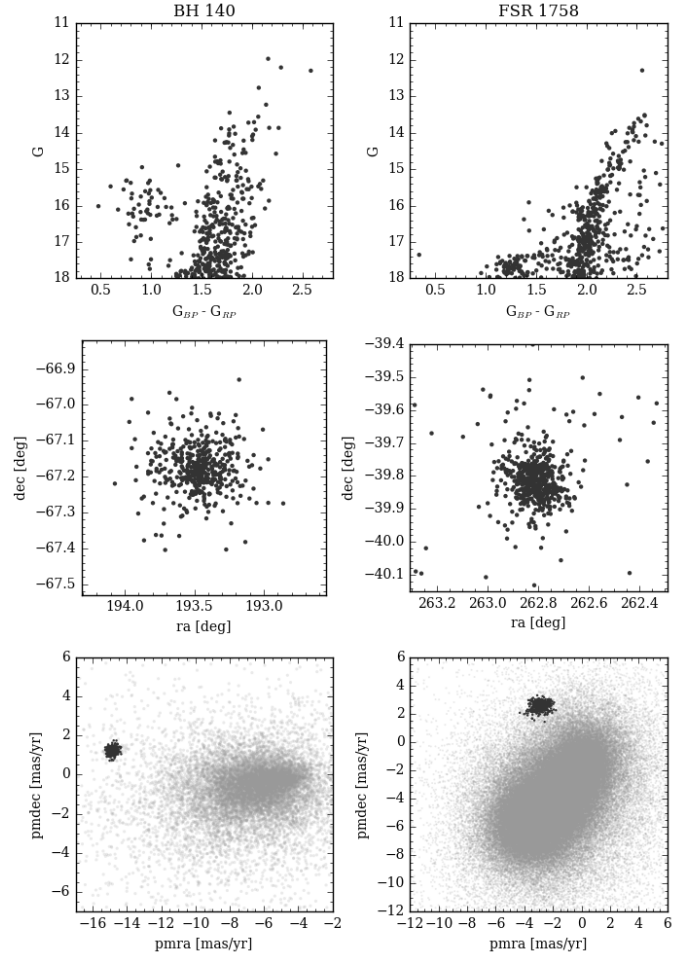 BH 140
FSR 1758
11
12
13
14
15
16
17
18
G
0.5 1.0 1.5 2.0 2.5
G_BP - G_RP
11
12
13
14
15
16
17
18
G
0.5 1.0 1.5 2.0 2.5
G_BP - G_RP
−66.9
−67.0
−67.1
−67.2
−67.3
−67.4
−67.5
dec [deg]
194.0 193.5 193.0
ra [deg]
−39.4
−39.5
−39.6
−39.7
−39.8
−39.9
−40.0
−40.1
dec [deg]
263.2 263.0 262.8 262.6 262.4
ra [deg]
6
4
2
0
−2
−4
−6
pmdec [mas/yr]
−16 −14 −12 −10 −8 −6 −4 −2
pmra [mas/yr]
6
4
2
0
−2
−4
−6
−8
−10
−12
pmdec [mas/yr]
−12 −10 −8 −6 −4 −2 0 2 4 6
pmra [mas/yr]